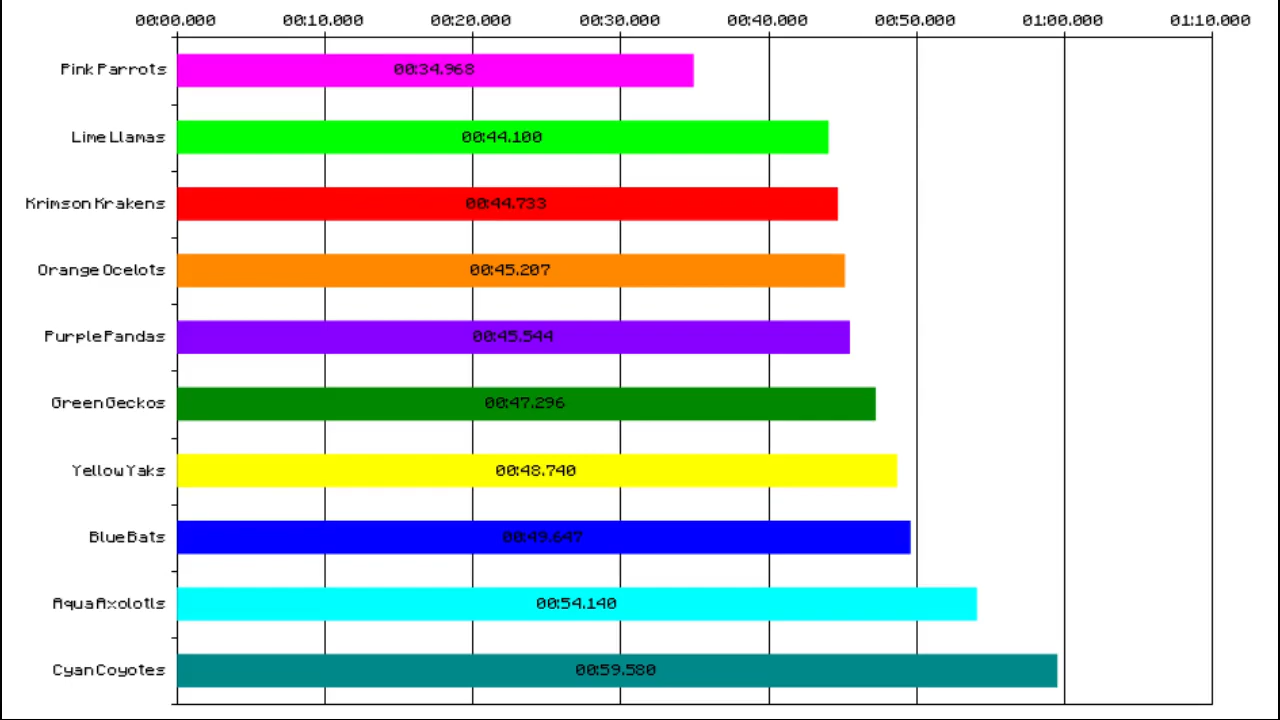 00:00.000 00:10.000 00:20.000 00:30.000 00:40.000 00:50.000 01:00.000 01:10.000
Pink Parrots 00:34.968
Lime Llamas 00:44.100
Krimson Krakens 00:44.733
Orange Ocelots 00:45.207
Purple Pandas 00:45.544
Green Geckos 00:47.296
Yellow Yaks 00:48.740
Blue Bats 00:49.647
Aqua Axolotls 00:54.140
Cyan Coyotes 00:59.580